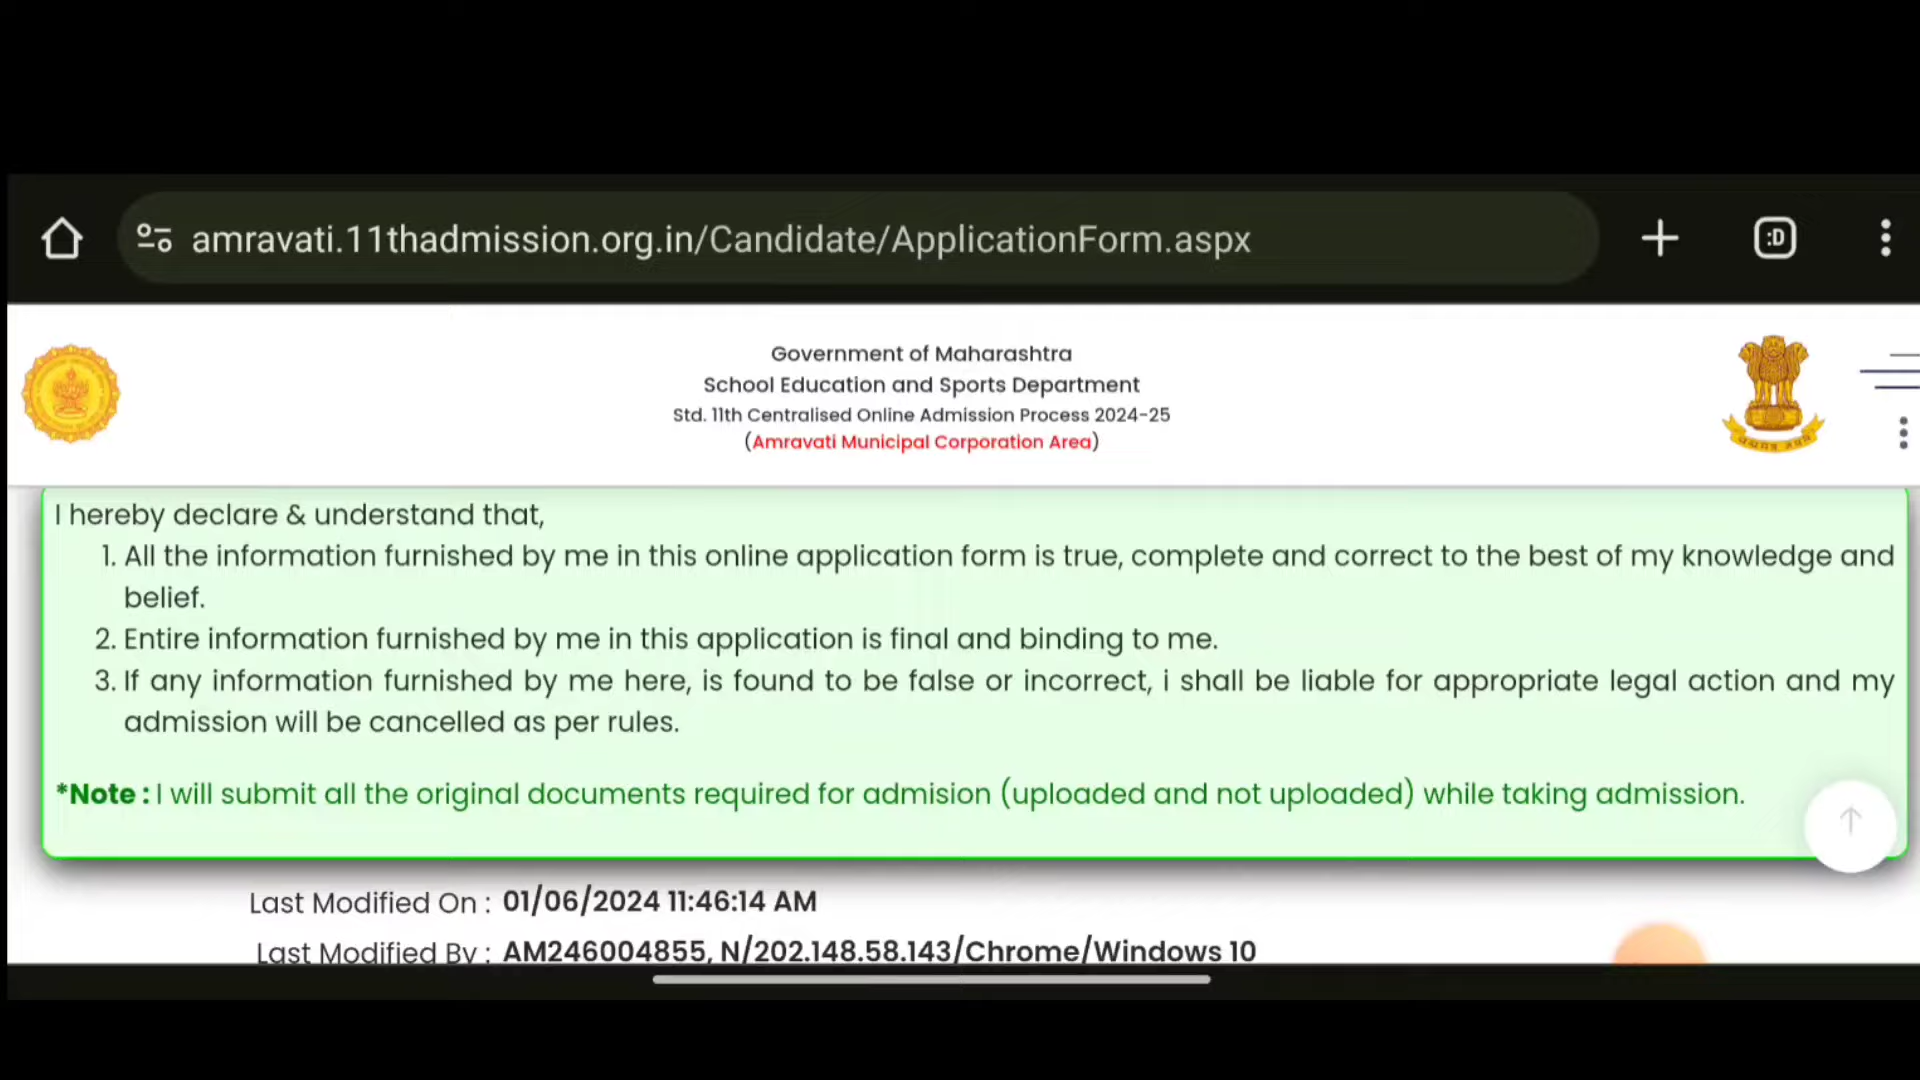 :D
amravati.11thadmission.org.in/Candidate/ApplicationForm.aspx
Government of Maharashtra
School Education and Sports Department
Std. 11th Centralised Online Admission Process 2024-25
(Amravati Municipal Corporation Area)
I hereby declare & understand that,
1. All the information furnished by me in this online application form is true, complete and correct to the best of my knowledge and
belief.
2. Entire information furnished by me in this application is final and binding to me.
3. If any information furnished by me here, is found to be false or incorrect, i shall be liable for appropriate legal action and my
admission will be cancelled as per rules.
*Note : I will submit all the original documents required for admision (uploaded and not uploaded) while taking admission.
Last Modified On : 01/06/2024 11:46:14 AM
Last Modified By : AM246004855, N/202.148.58.143/Chrome/Windows 10